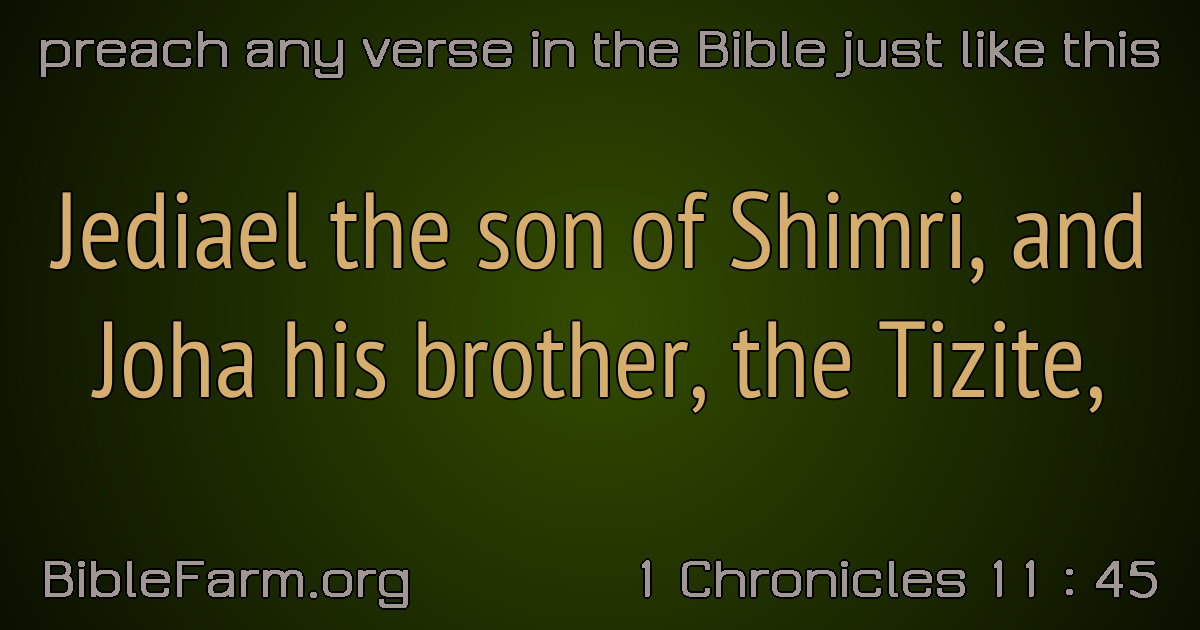 preach any verse in the Bible just like this
Jediael the son of Shimri, and
Joha his brother, the Tizite,
BibleFarm.org 1 Chronicles 11 : 45